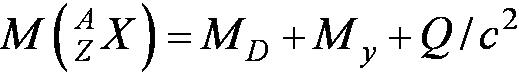 M(^A_Z X) = M_D + M_y + Q/c^2